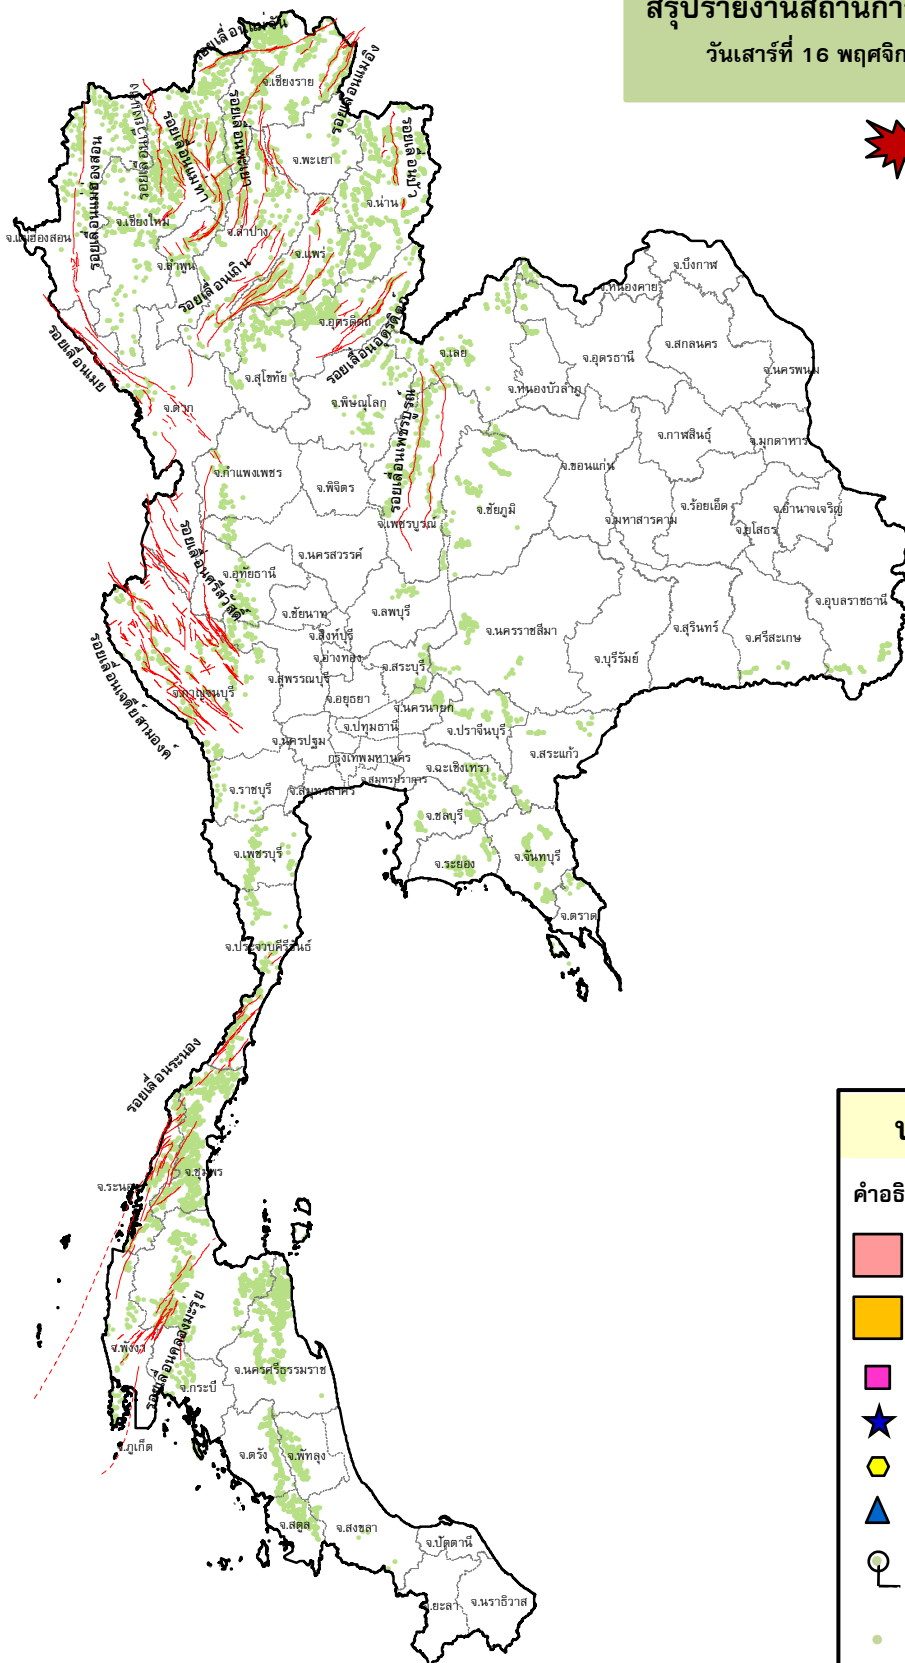 สรุปรายงานสถานกา
วันเสาร์ที่ 16 พฤศจิก
รอยเลื่อนแม่จัน
จ.เชียงราย
รอยเลื่อนแม่อิง
รอยเลื่อนพะเยา
รอยเลื่อนแม่ทา
รอยเลื่อนปัว
จ.พะเยา
รอยเลื่อนแม่ฮ่องสอน
จ.น่าน
จ.เชียงใหม่
จ.แม่ฮ่องสอน
จ.ลำปาง
จ.แพร่
จ.ลำพูน
รอยเลื่อนเถิน
จ.บึงกาฬ
จ.หนองคาย
จ.อุตรดิตถ์
รอยเลื่อนอุตรดิตถ์
รอยเลื่อนเมย
จ.เลย
จ.อุดรธานี
จ.สกลนคร
จ.นครพนม
จ.สุโขทัย
จ.หนองบัวลำภู
จ.ตาก
จ.พิษณุโลก
รอยเลื่อนเพชรบูรณ์
จ.กาฬสินธุ์
จ.มุกดาหาร
จ.กำแพงเพชร
จ.พิจิตร
จ.ขอนแก่น
จ.เพชรบูรณ์
จ.ชัยภูมิ
จ.มหาสารคาม
จ.ร้อยเอ็ด
จ.ยโสธร
จ.อำนาจเจริญ
รอยเลื่อนศรีสวัสดิ์
จ.นครสวรรค์
จ.อุทัยธานี
จ.ชัยนาท
จ.ลพบุรี
จ.อุบลราชธานี
จ.สิงห์บุรี
จ.นครราชสีมา
จ.สุรินทร์
จ.ศรีสะเกษ
จ.อ่างทอง
จ.สระบุรี
จ.บุรีรัมย์
รอยเลื่อนเจดีย์สามองค์
จ.กาญจนบุรี
จ.สุพรรณบุรี
จ.อยุธยา
จ.นครนายก
จ.ปทุมธานี
จ.ปราจีนบุรี
จ.นครปฐม
กรุงเทพมหานคร
จ.สระแก้ว
จ.ฉะเชิงเทรา
จ.สมุทรปราการ
จ.ราชบุรี
จ.สมุทรสาคร
จ.ชลบุรี
จ.เพชรบุรี
จ.ระยอง
จ.จันทบุรี
จ.ตราด
จ.ประจวบคีรีขันธ์
รอยเลื่อนระนอง
จ.ชุมพร
คำอธิ
รอยเลื่อนคลองมะรุ่ย
จ.พังงา
จ.กระบี่
จ.นครศรีธรรมราช
จ.ภูเก็ต
จ.ตรัง
จ.พัทลุง
จ.สตูล
จ.สงขลา
จ.ปัตตานี
จ.ยะลา
จ.นราธิวาส